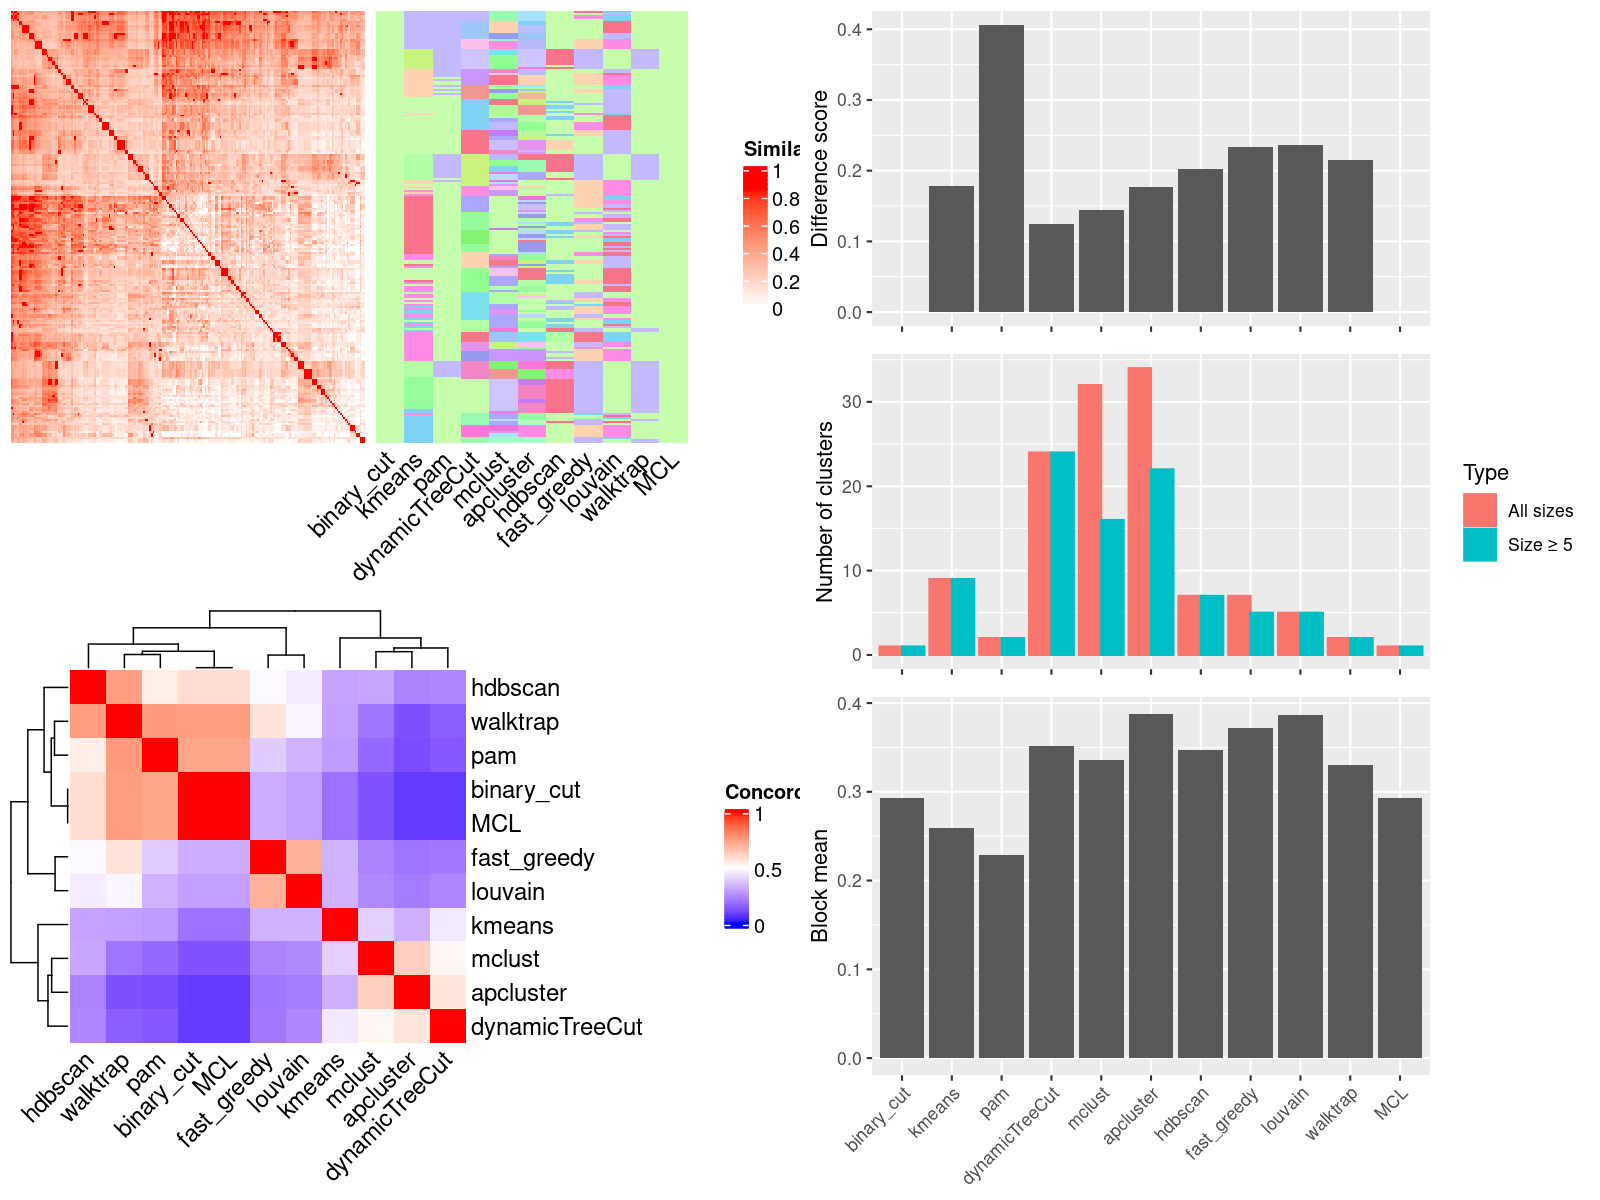 Simila
1
0.8
0.6
0.4
0.2
0
binary_cut
kmeans
pam
dynamicTreeCut
mclust
apcluster
hdbscan
fast_greedy
louvain
walktrap
MCL
hdbscan
walktrap
pam
binary_cut
MCL
fast_greedy
louvain
kmeans
mclust
apcluster
dynamicTreeCut
hdbscan
walktrap
pam
binary_cut
MCL
fast_greedy
louvain
kmeans
mclust
apcluster
dynamicTreeCut
Concord
1
0.5
0
Difference score
0.4
0.3
0.2
0.1
0.0
Number of clusters
30
20
10
0
Type
All sizes
Size ≥ 5
Block mean
0.4
0.3
0.2
0.1
0.0
binary_cut
kmeans
pam
dynamicTreeCut
mclust
apcluster
hdbscan
fast_greedy
louvain
walktrap
MCL